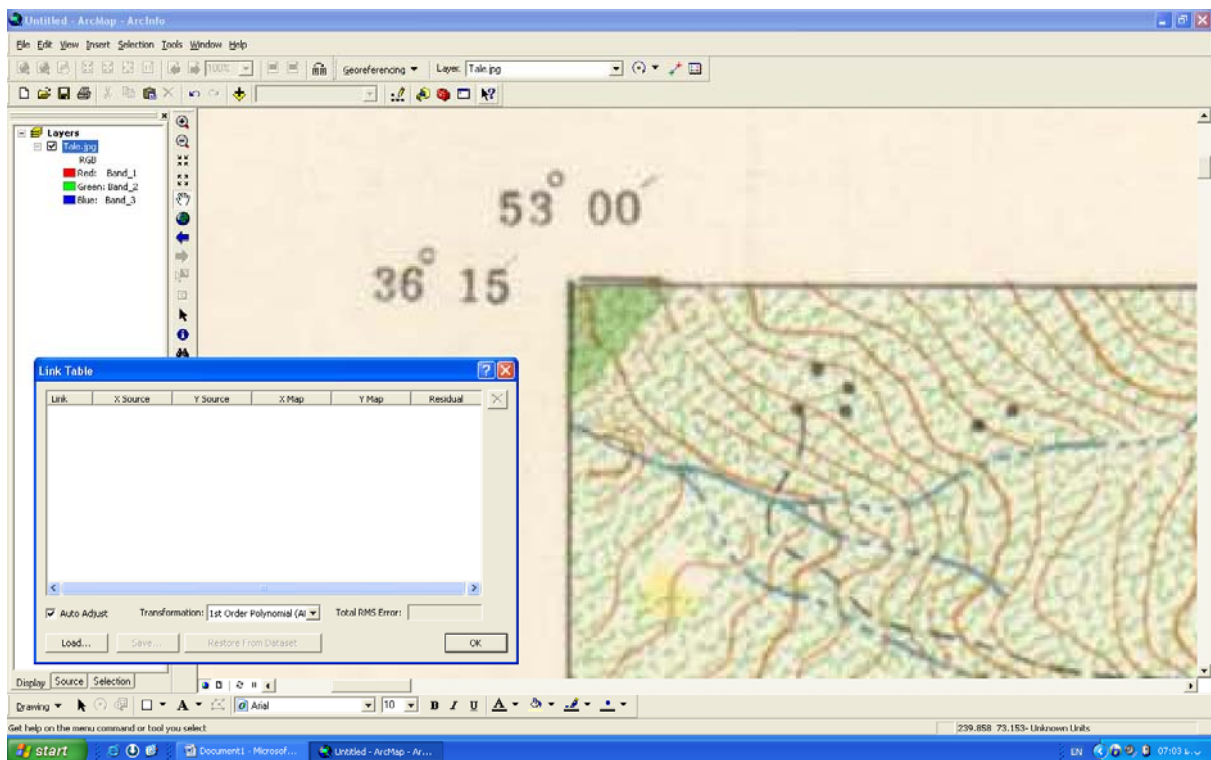 Untitled - ArcMap - ArcInfo
File Edit View Insert Selection Tools Window Help
100% Georeferencing Layer: Tale.jpg
Layers
Tale.jpg
RGB
Red: Band_1
Green: Band_2
Blue: Band_3
53° 00′
36° 15′
Link Table
Link X Source Y Source X Map Y Map Residual
Auto Adjust Transformation: 1st Order Polynomial (Af Total RMS Error:
Load... Save... Restore From Dataset OK
Display Source Selection
Drawing A Arial 10 B I U A
Get help on the menu command or tool you select 239.858 73.153- Unknown Units
start Document1 - Microsof... Untitled - ArcMap - Ar... EN 07:03 ب.ظ